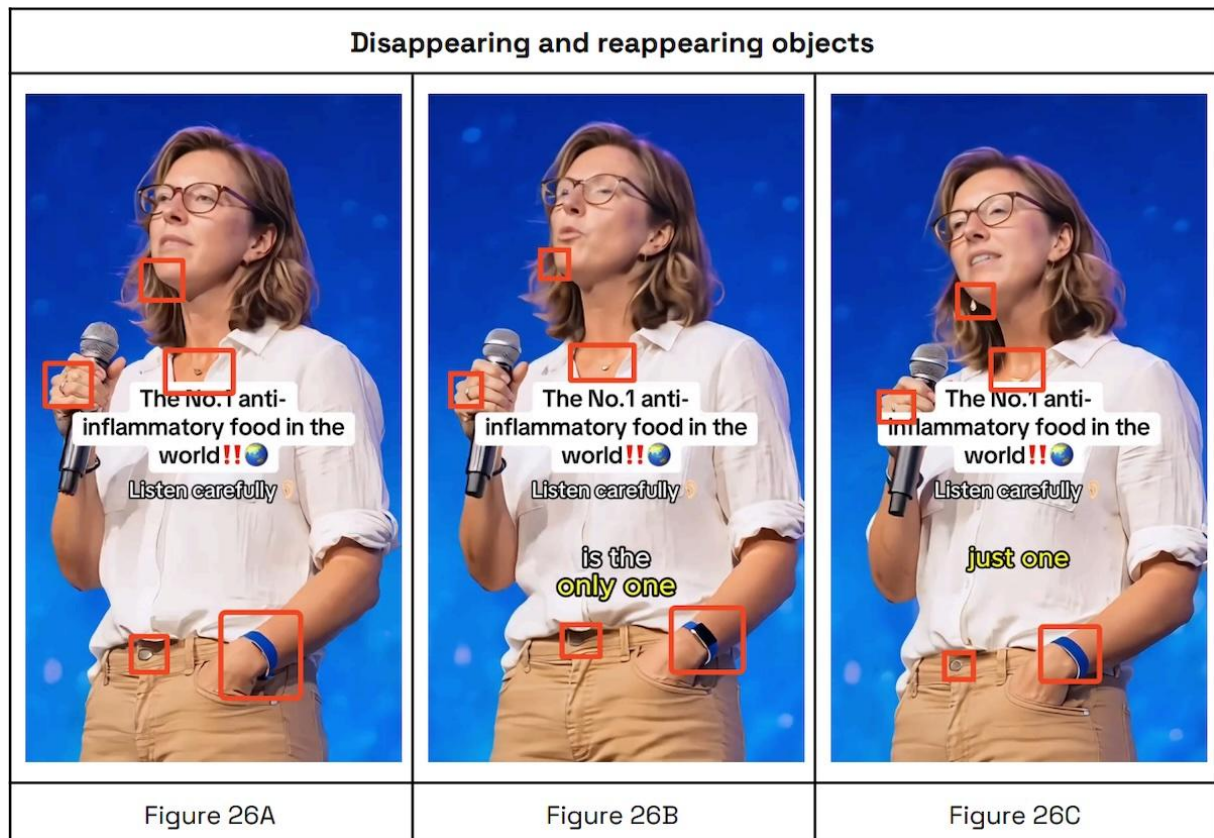 Disappearing and reappearing objects
The No.1 anti-
inflammatory food in the
world‼️🌏
Listen carefully👂🏻
The No.1 anti-
inflammatory food in the
world‼️🌏
Listen carefully👂🏻
is the
only one
The No.1 anti-
inflammatory food in the
world‼️🌏
Listen carefully👂🏻
just one
Figure 26A
Figure 26B
Figure 26C